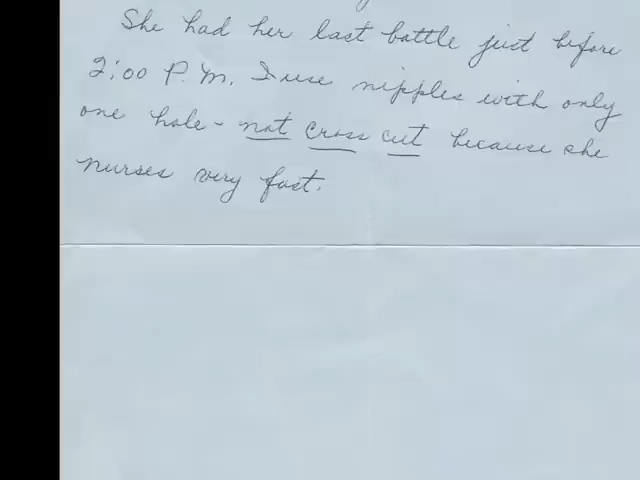 She had her last bottle just before
2:00 P.M. I use nipples with only
one hole - not cross cut because she
nurses very fast.